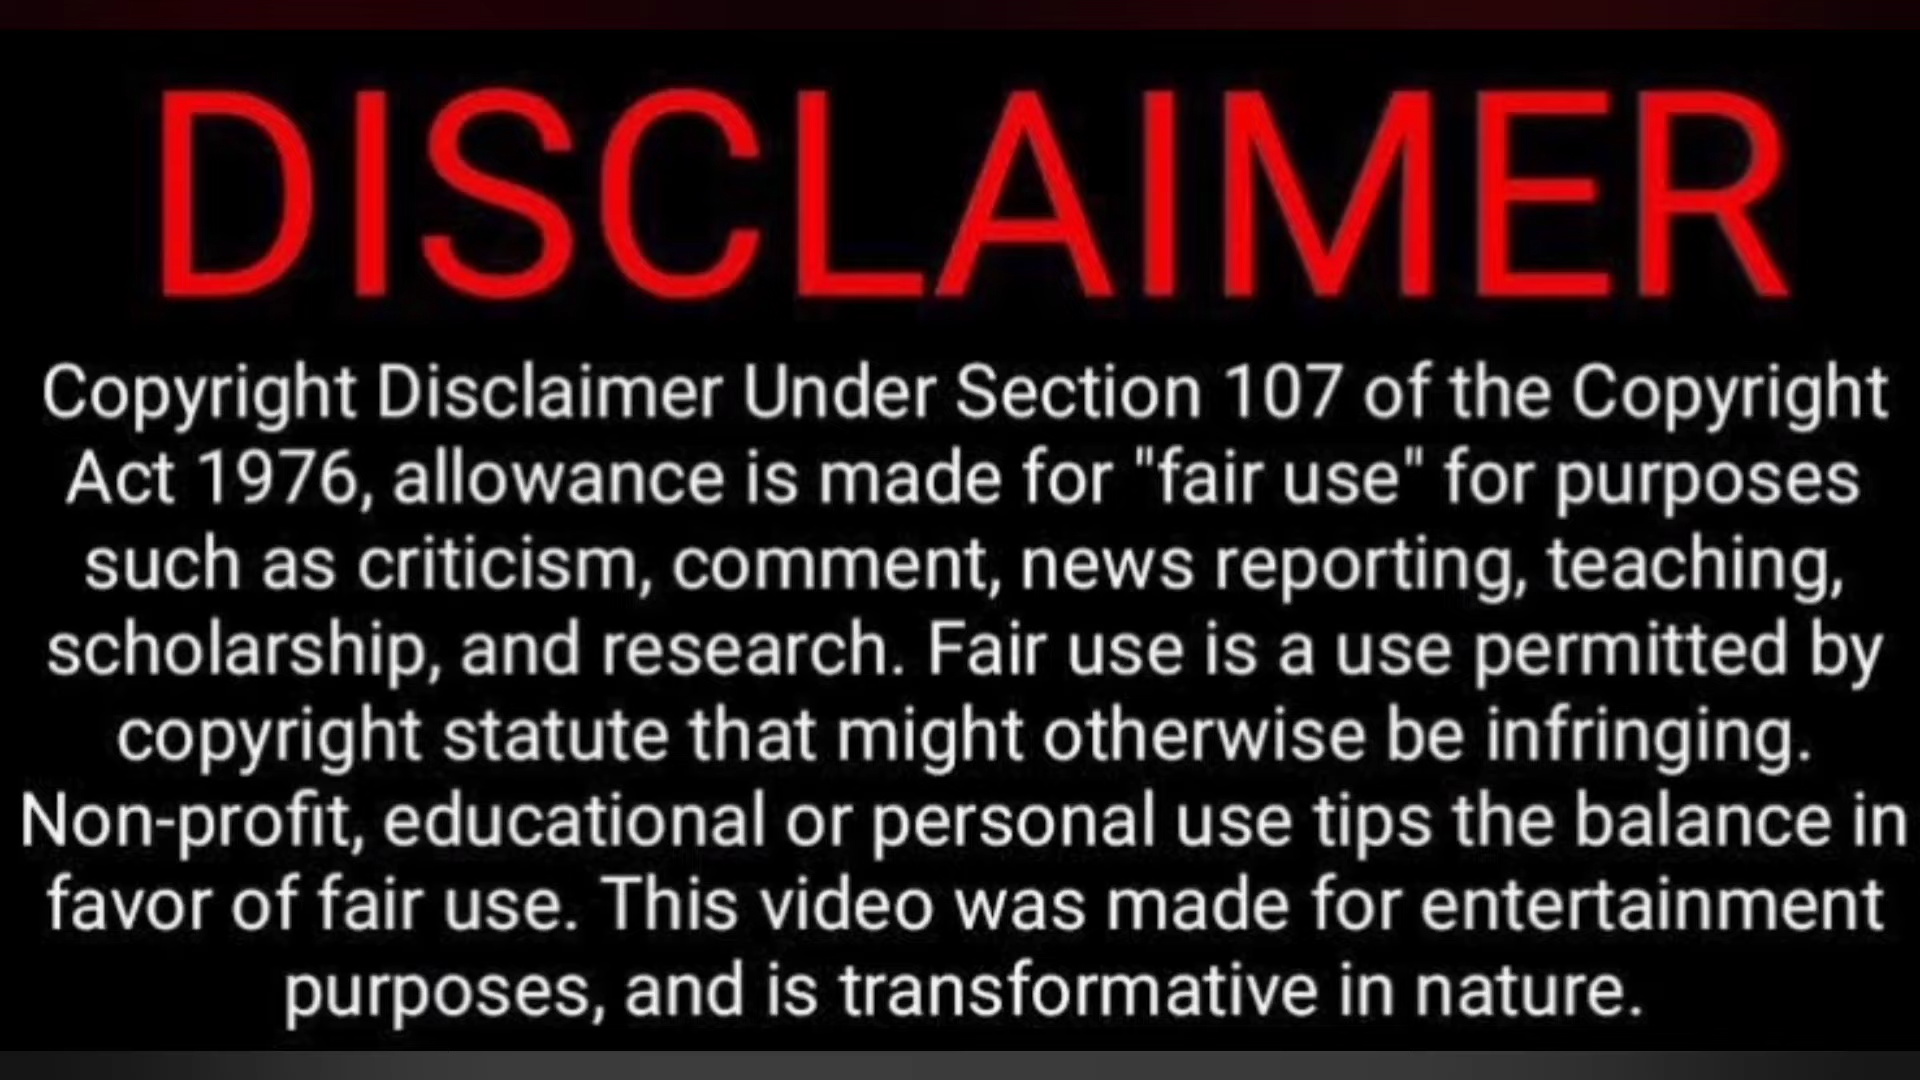 DISCLAIMER
Copyright Disclaimer Under Section 107 of the Copyright
Act 1976, allowance is made for "fair use" for purposes
such as criticism, comment, news reporting, teaching,
scholarship, and research. Fair use is a use permitted by
copyright statute that might otherwise be infringing.
Non-profit, educational or personal use tips the balance in
favor of fair use. This video was made for entertainment
purposes, and is transformative in nature.